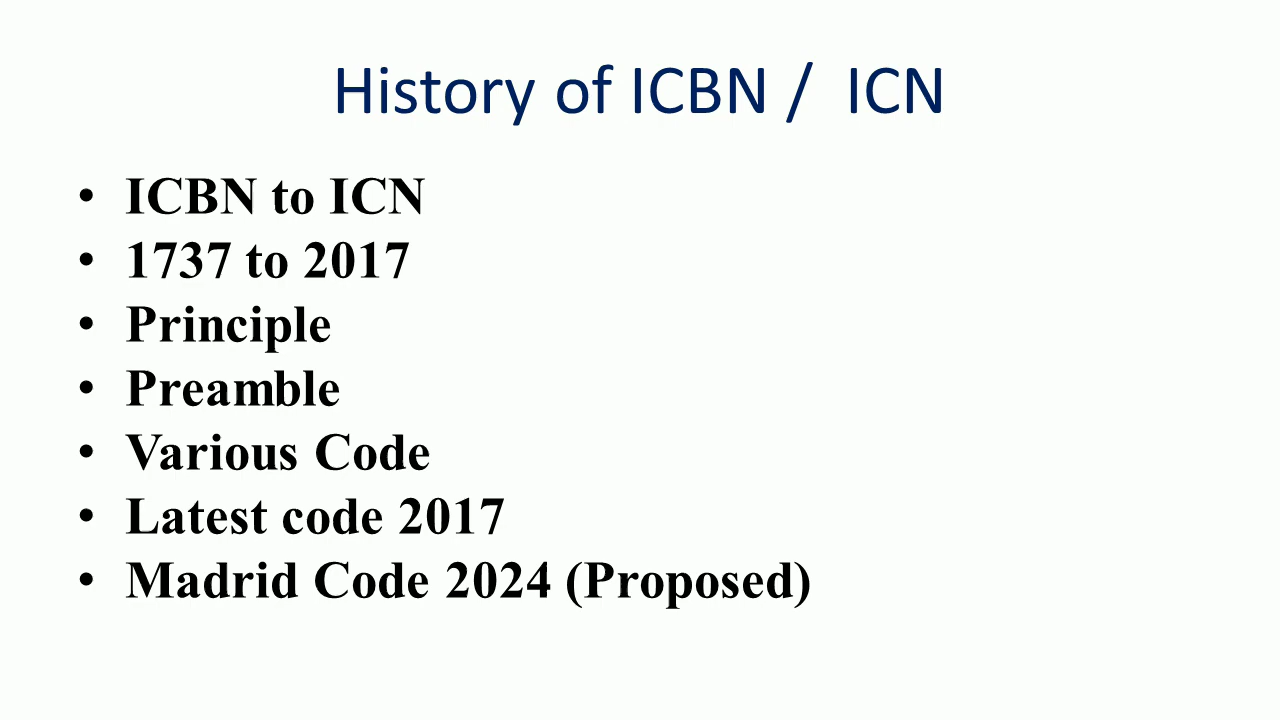 History of ICBN / ICN
• ICBN to ICN
• 1737 to 2017
• Principle
• Preamble
• Various Code
• Latest code 2017
• Madrid Code 2024 (Proposed)